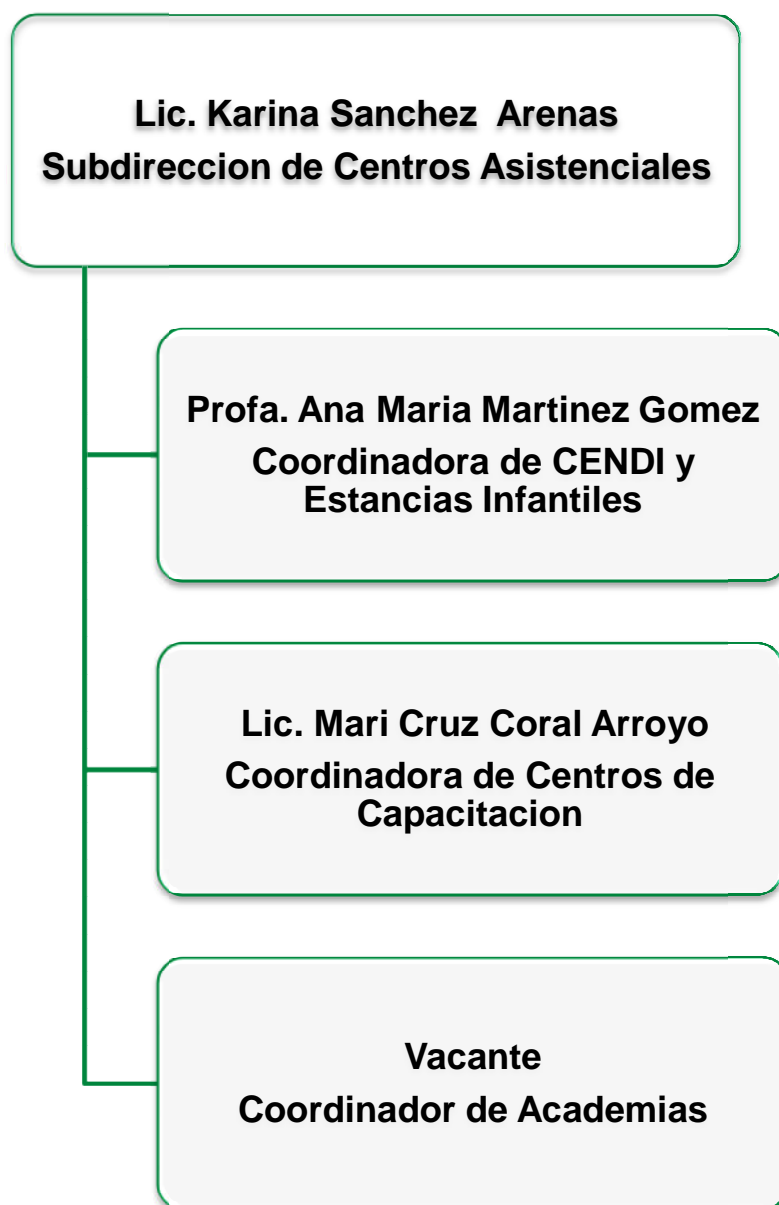 Lic. Karina Sanchez Arenas
Subdireccion de Centros Asistenciales
Profa. Ana Maria Martinez Gomez
Coordinadora de CENDI y
Estancias Infantiles
Lic. Mari Cruz Coral Arroyo
Coordinadora de Centros de
Capacitacion
Vacante
Coordinador de Academias